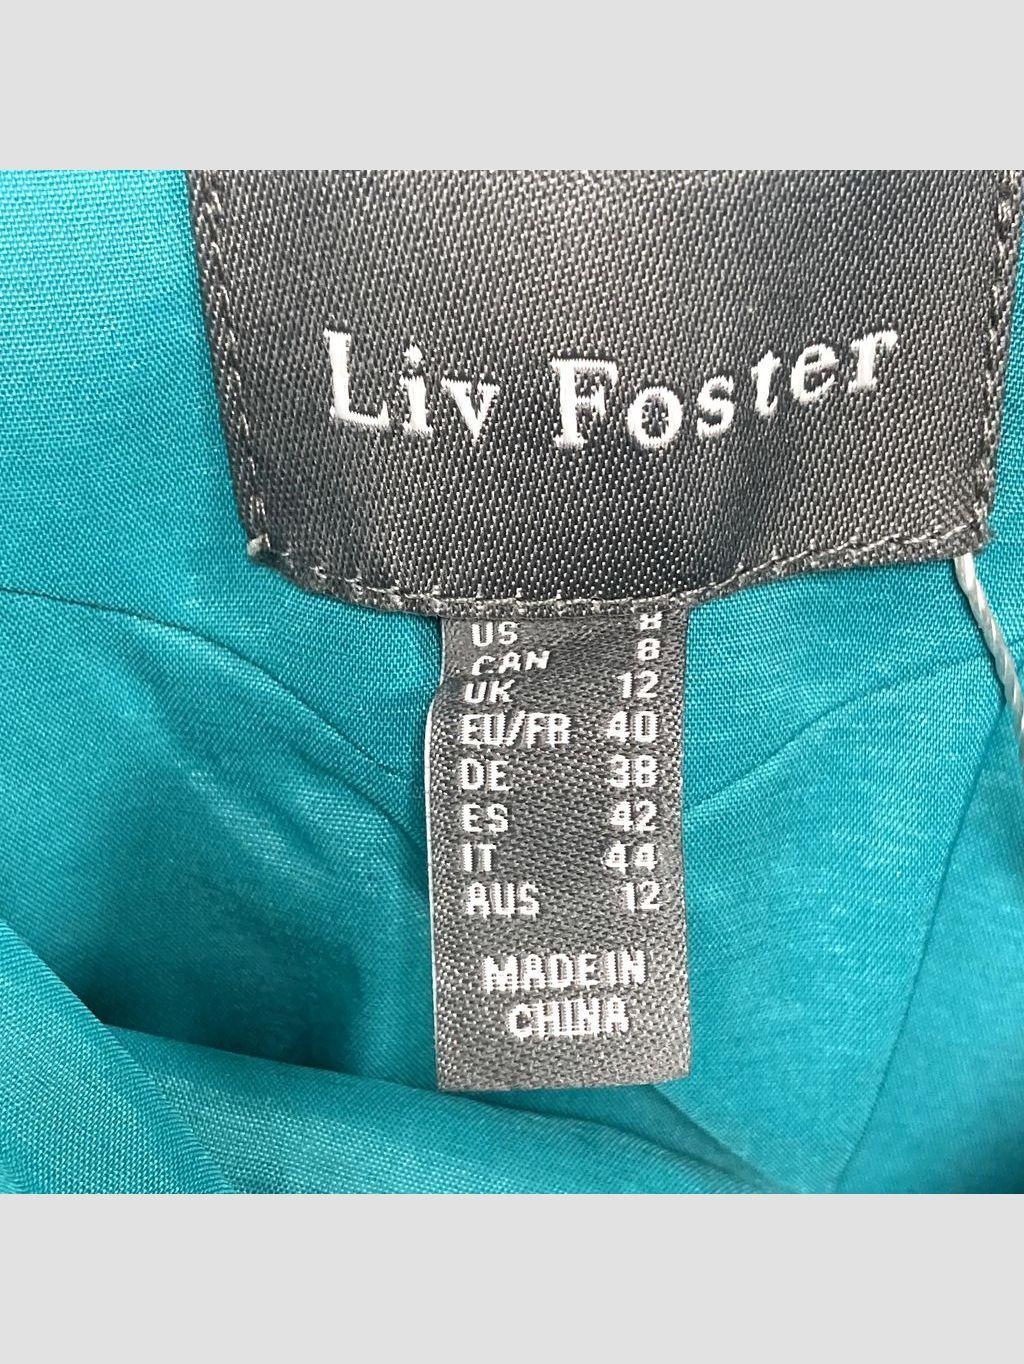 Liv Foster
US 8
CAN 8
UK 12
EU/FR 40
DE 38
ES 42
IT 44
AUS 12
MADE IN
CHINA